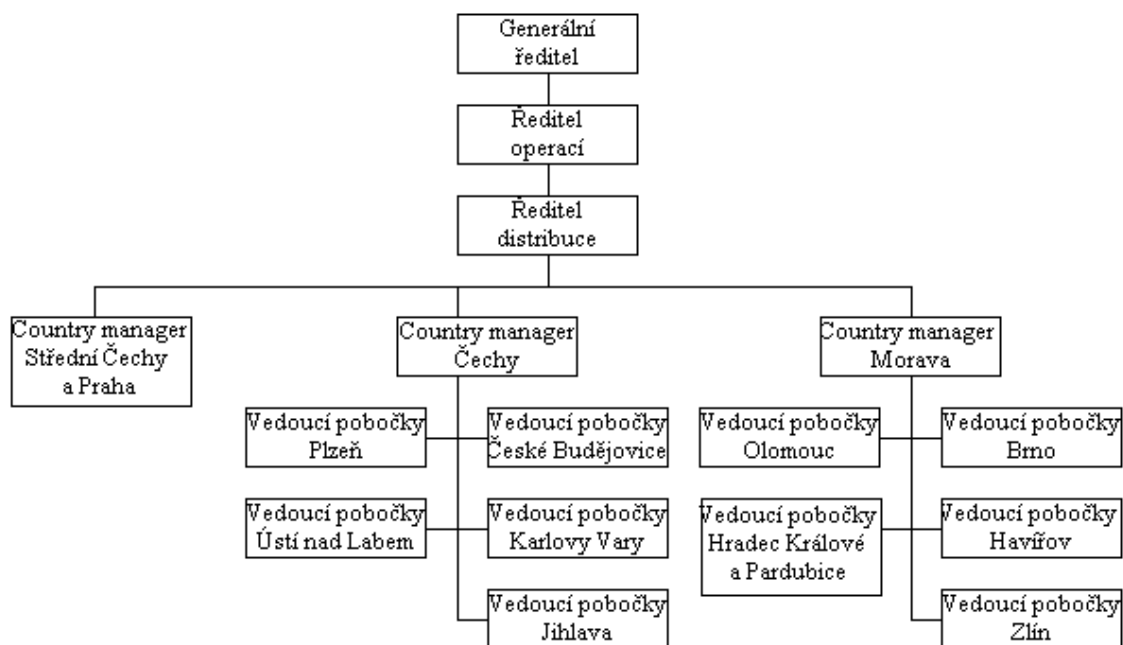 Generální
ředitel
Ředitel
operací
Ředitel
distribuce
Country manager
Střední Čechy
a Praha
Country manager
Čechy
Country manager
Morava
Vedoucí pobočky
Plzeň
Vedoucí pobočky
České Budějovice
Vedoucí pobočky
Olomouc
Vedoucí pobočky
Brno
Vedoucí pobočky
Ústí nad Labem
Vedoucí pobočky
Karlovy Vary
Vedoucí pobočky
Hradec Králové
a Pardubice
Vedoucí pobočky
Havířov
Vedoucí pobočky
Jihlava
Vedoucí pobočky
Zlín